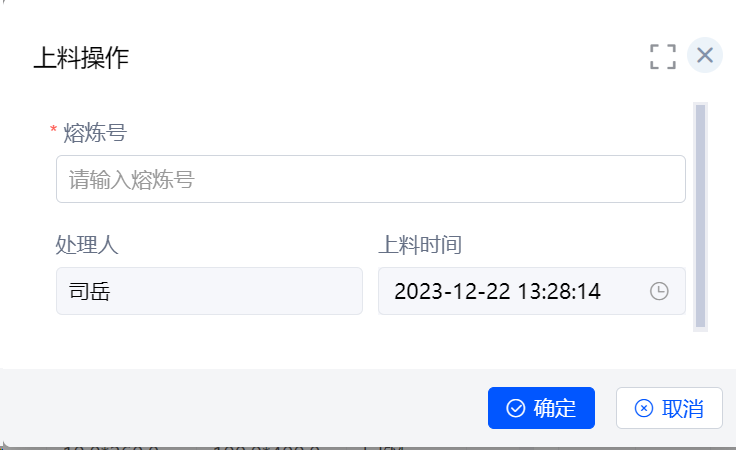 上料操作
* 熔炼号
请输入熔炼号
处理人 上料时间
司岳 2023-12-22 13:28:14
确定 取消